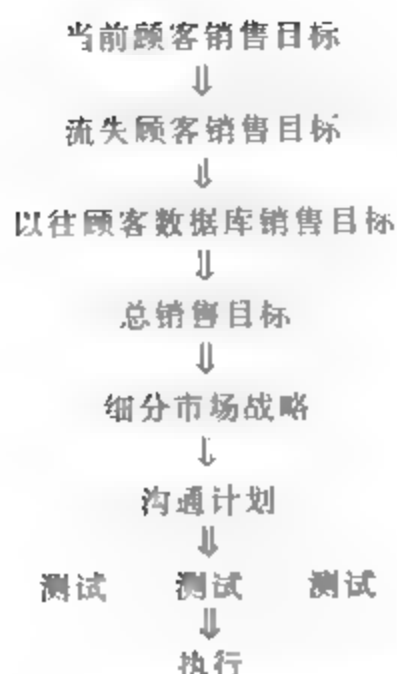 当前顾客销售目标
⇓
流失顾客销售目标
⇓
以往顾客数据库销售目标
⇓
总销售目标
⇓
细分市场战略
⇓
沟通计划
⇓
测试 测试 测试
⇓
执行